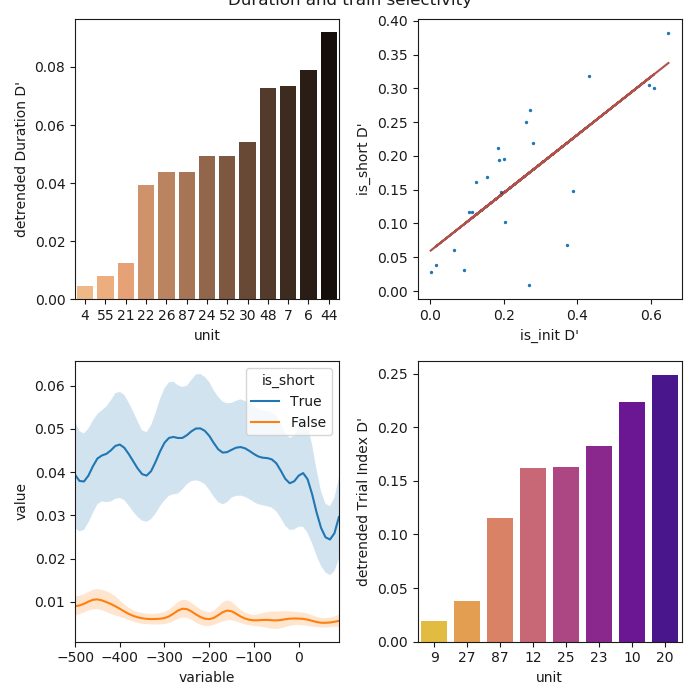 Duration and train selectivity
detrended Duration D'
0.08
0.06
0.04
0.02
0.00
4 55 21 22 26 87 24 52 30 48 7 6 44
unit
is_short D'
0.40
0.35
0.30
0.25
0.20
0.15
0.10
0.05
0.00
0.0 0.2 0.4 0.6
is_init D'
value
0.06
0.05
0.04
0.03
0.02
0.01
is_short
True
False
−500 −400 −300 −200 −100 0
variable
detrended Trial Index D'
0.25
0.20
0.15
0.10
0.05
0.00
9 27 87 12 25 23 10 20
unit